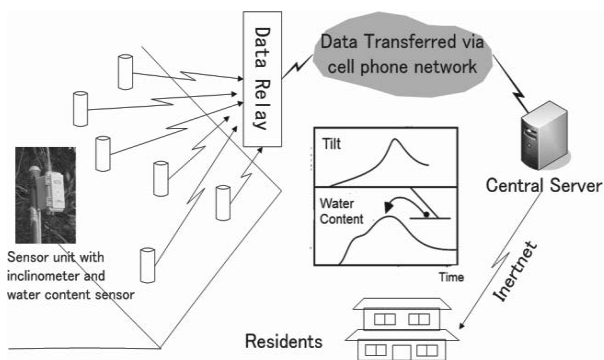 Data Relay
Data Transferred via
cell phone network
Tilt
Water
Content
Time
Central Server
Sensor unit with
inclinometer and
water content sensor
Inertnet
Residents